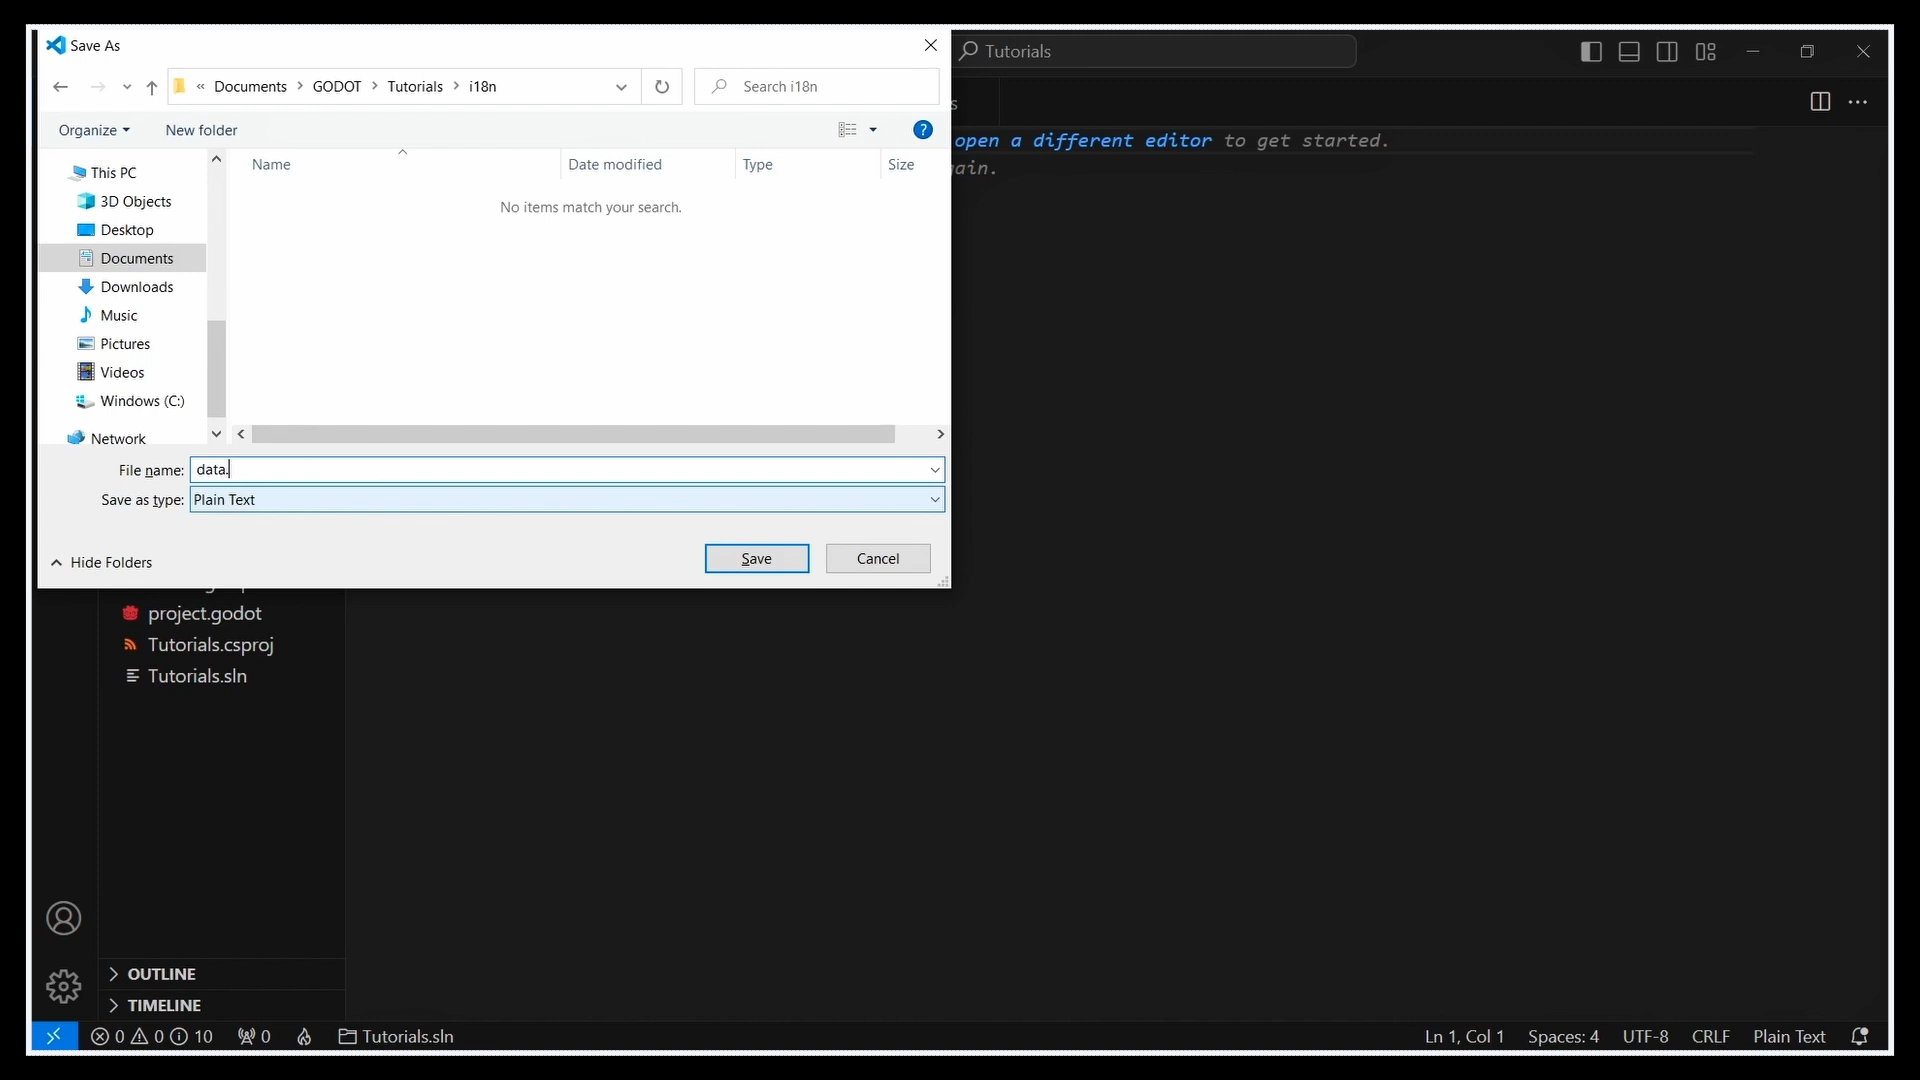 Save As
« Documents > GODOT > Tutorials > i18n
Search i18n
Tutorials
Organize
New folder
Name
Date modified
Type
Size
No items match your search.
This PC
3D Objects
Desktop
Documents
Downloads
Music
Pictures
Videos
Windows (C:)
Network
File name: data.
Save as type: Plain Text
Hide Folders
Save
Cancel
s
open a different editor to get started.
ain.
project.godot
Tutorials.csproj
Tutorials.sln
OUTLINE
TIMELINE
0 0 10 0 Tutorials.sln
Ln 1, Col 1 Spaces: 4 UTF-8 CRLF Plain Text